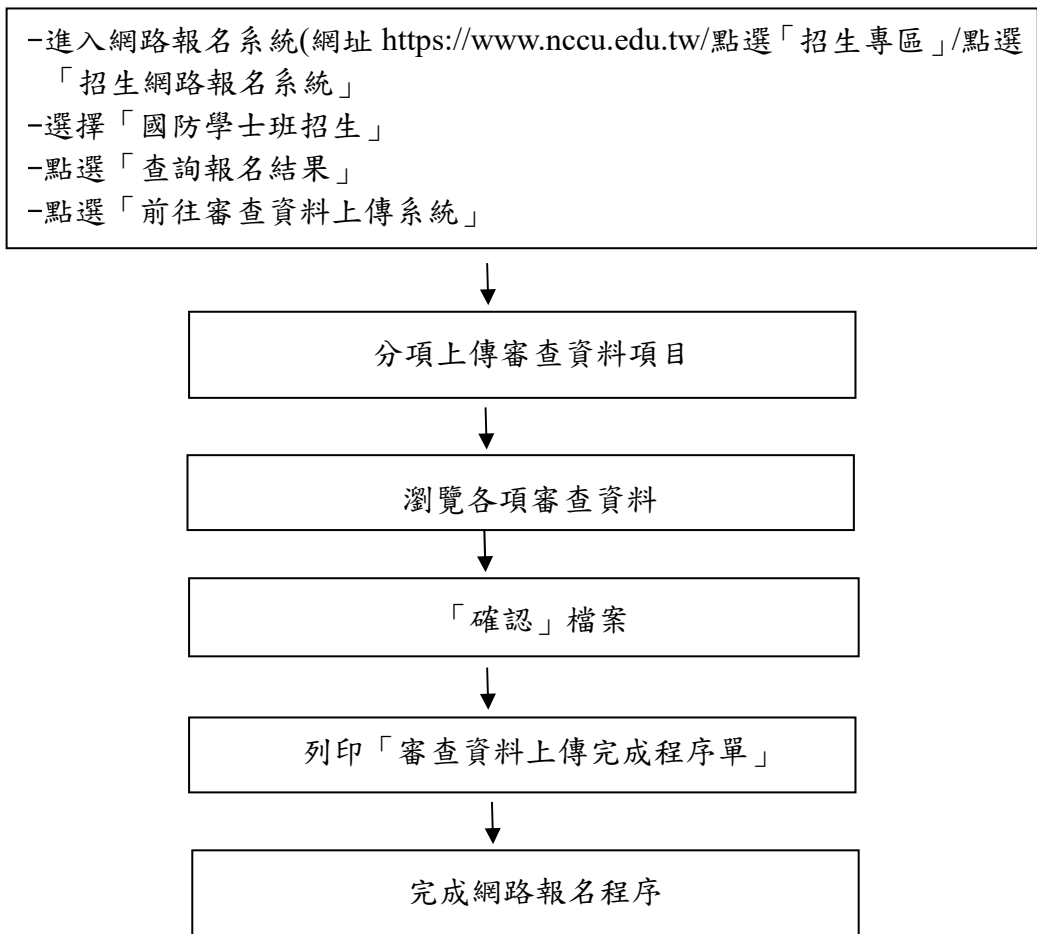 -進入網路報名系統(網址 https://www.nccu.edu.tw/點選「招生專區」/點選
「招生網路報名系統」
-選擇「國防學士班招生」
-點選「查詢報名結果」
-點選「前往審查資料上傳系統」
分項上傳審查資料項目
瀏覽各項審查資料
「確認」檔案
列印「審查資料上傳完成程序單」
完成網路報名程序